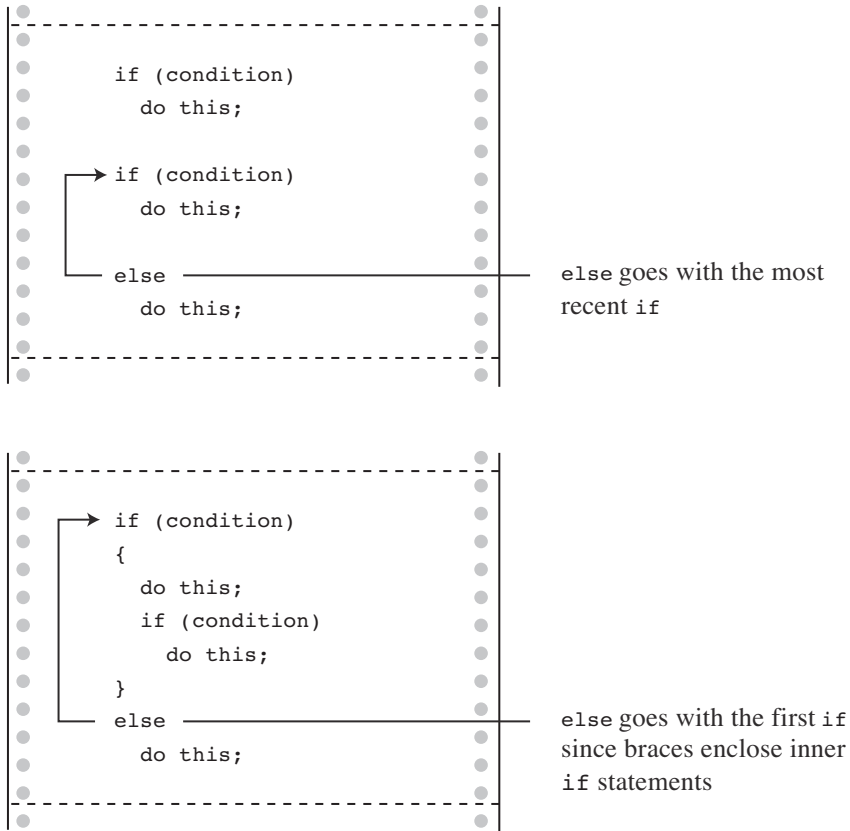 if (condition)
do this;
if (condition)
do this;
else
do this;
else goes with the most
recent if
if (condition)
{
do this;
if (condition)
do this;
}
else
do this;
else goes with the first if
since braces enclose inner
if statements